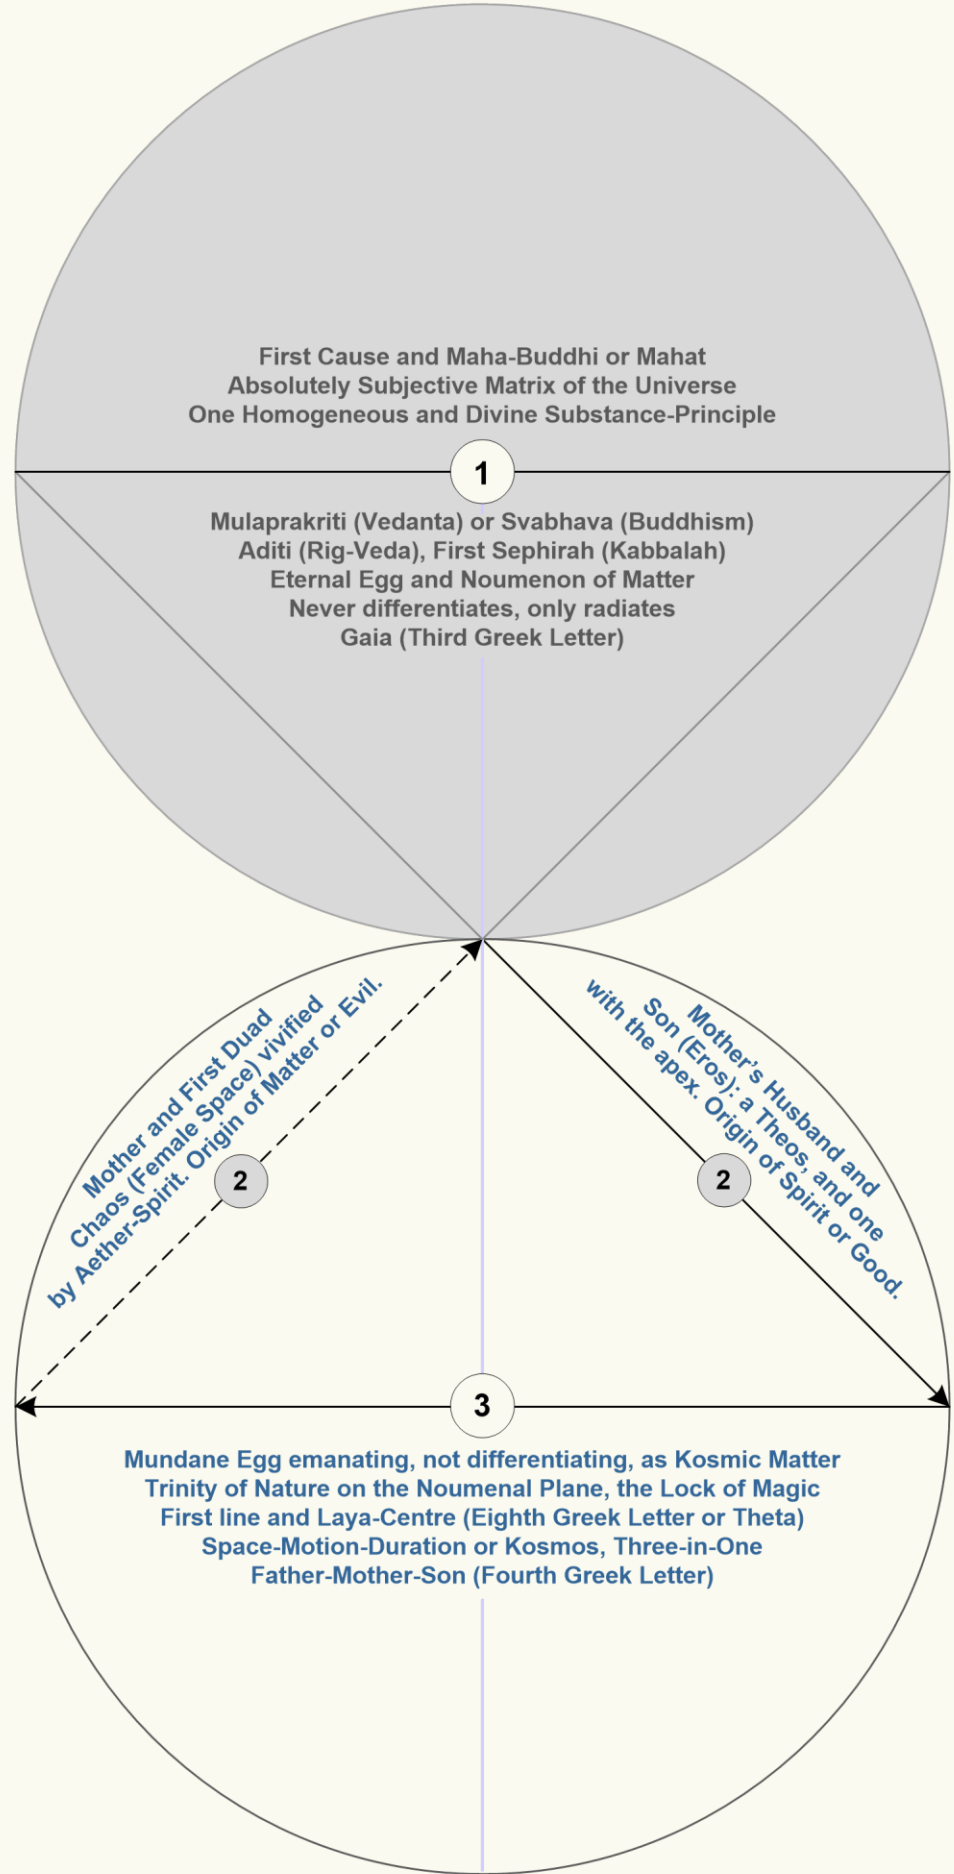 First Cause and Maha-Buddhi or Mahat
Absolutely Subjective Matrix of the Universe
One Homogeneous and Divine Substance-Principle
1
Mulaprakriti (Vedanta) or Svabhava (Buddhism)
Aditi (Rig-Veda), First Sephirah (Kabbalah)
Eternal Egg and Noumenon of Matter
Never differentiates, only radiates
Gaia (Third Greek Letter)
Mother and First Duad
Chaos (Female Space) vivified
by Aether-Spirit. Origin of Matter or Evil.
2
Mother's Husband and
Son (Eros): a Theos, and one
with the apex. Origin of Spirit or Good.
2
3
Mundane Egg emanating, not differentiating, as Kosmic Matter
Trinity of Nature on the Noumenal Plane, the Lock of Magic
First line and Laya-Centre (Eighth Greek Letter or Theta)
Space-Motion-Duration or Kosmos, Three-in-One
Father-Mother-Son (Fourth Greek Letter)